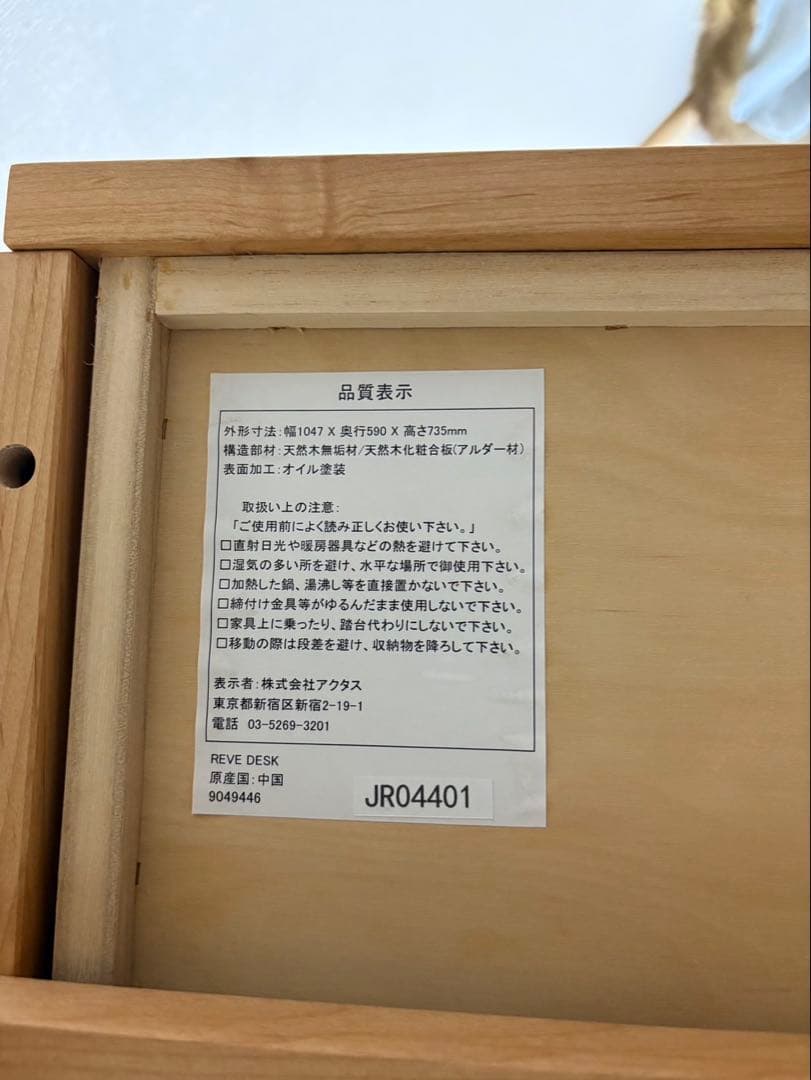 品質表示
外形寸法:幅1047 X 奥行590 X 高さ735mm
構造部材:天然木無垢材/天然木化粧合板(アルダー材)
表面加工:オイル塗装
取扱い上の注意:
「ご使用前によく読み正しくお使い下さい。」
□直射日光や暖房器具などの熱を避けて下さい。
□湿気の多い所を避け、水平な場所で御使用下さい。
□加熱した鍋、湯沸し等を直接置かないで下さい。
□締付け金具等がゆるんだまま使用しないで下さい。
□家具上に乗ったり、踏台代わりにしないで下さい。
□移動の際は段差を避け、収納物を降ろして下さい。
表示者:株式会社アクタス
東京都新宿区新宿2-19-1
電話 03-5269-3201
REVE DESK
原産国:中国
9049446
JR04401